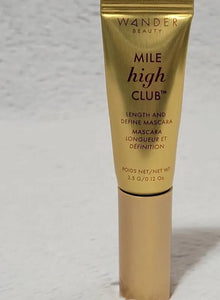 WANDER
BEAUTY
MILE
high
CLUB™
LENGTH AND
DEFINE MASCARA
MASCARA
LONGUEUR ET
DÉFINITION
POIDS NET/NET WT
3.5 G/0.12 Oz